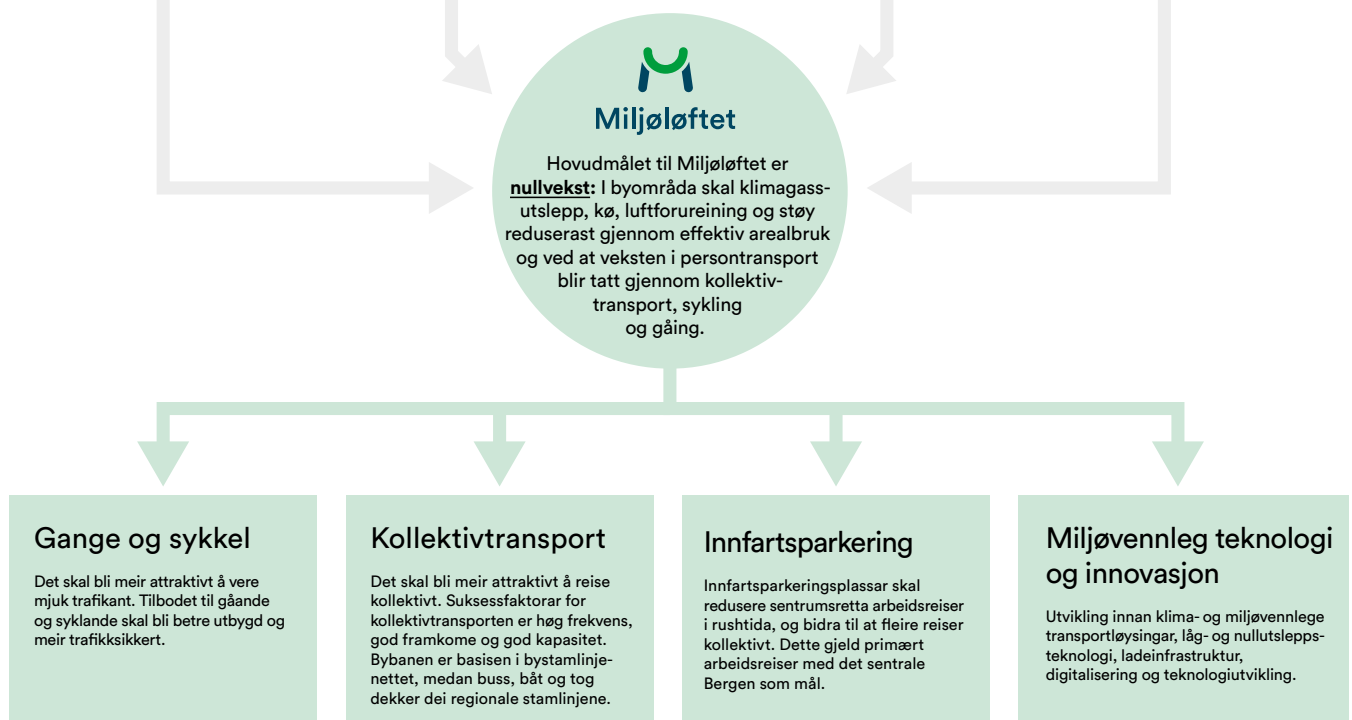 Miljøløftet
Hovudmålet til Miljøløftet er
nullvekst: I byområda skal klimagass-
utslepp, kø, luftforureining og støy
reduserast gjennom effektiv arealbruk
og ved at veksten i persontransport
blir tatt gjennom kollektiv-
transport, sykling
og gåing.
Gange og sykkel
Det skal bli meir attraktivt å vere
mjuk trafikant. Tilbodet til gåande
og syklande skal bli betre utbygd og
meir trafikksikkert.
Kollektivtransport
Det skal bli meir attraktivt å reise
kollektivt. Suksessfaktorar for
kollektivtransporten er høg frekvens,
god framkome og god kapasitet.
Bybanen er basisen i bystamlinje-
nettet, medan buss, båt og tog
dekker dei regionale stamlinjene.
Innfartsparkering
Innfartsparkeringsplassar skal
redusere sentrumsretta arbeidsreiser
i rushtida, og bidra til at fleire reiser
kollektivt. Dette gjeld primært
arbeidsreiser med det sentrale
Bergen som mål.
Miljøvennleg teknologi
og innovasjon
Utvikling innan klima- og miljøvennlege
transportløysingar, låg- og nullutslepps-
teknologi, ladeinfrastruktur,
digitalisering og teknologiutvikling.